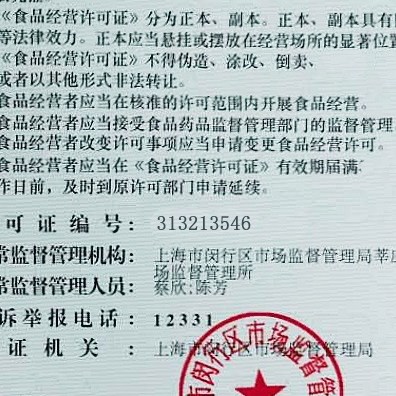 《食品经营许可证》分为正本、副本。正本、副本具有
等法律效力。正本应当悬挂或摆放在经营场所的显著位置
《食品经营许可证》不得伪造、涂改、倒卖、
或者以其他形式非法转让。
食品经营者应当在核准的许可范围内开展食品经营。
食品经营者应当接受食品药品监督管理部门的监督管理
食品经营者改变许可事项应当申请变更食品经营许可。
食品经营者应当在《食品经营许可证》有效期届满
作日前，及时到原许可部门申请延续。
可证编号：313213546
常监督管理机构：上海市闵行区市场监督管理局莘庄
场监督管理所
常监督管理人员：蔡欣;陈芳
诉举报电话：12331
证机关：上海市闵行区市场监督管理局
市闵行区市场监督管